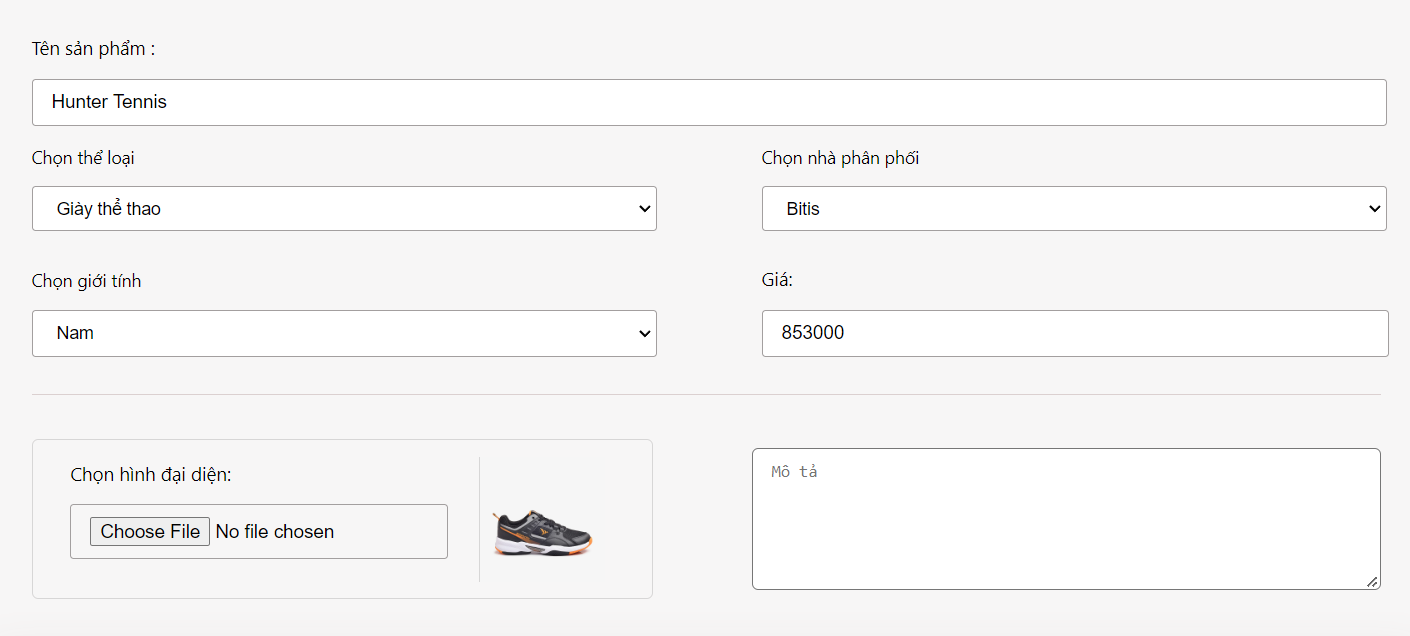 Tên sản phẩm :
Hunter Tennis
Chọn thể loại
Chọn nhà phân phối
Giày thể thao
Bitis
Chọn giới tính
Giá:
Nam
853000
Chọn hình đại diện:
Mô tả
Choose File No file chosen